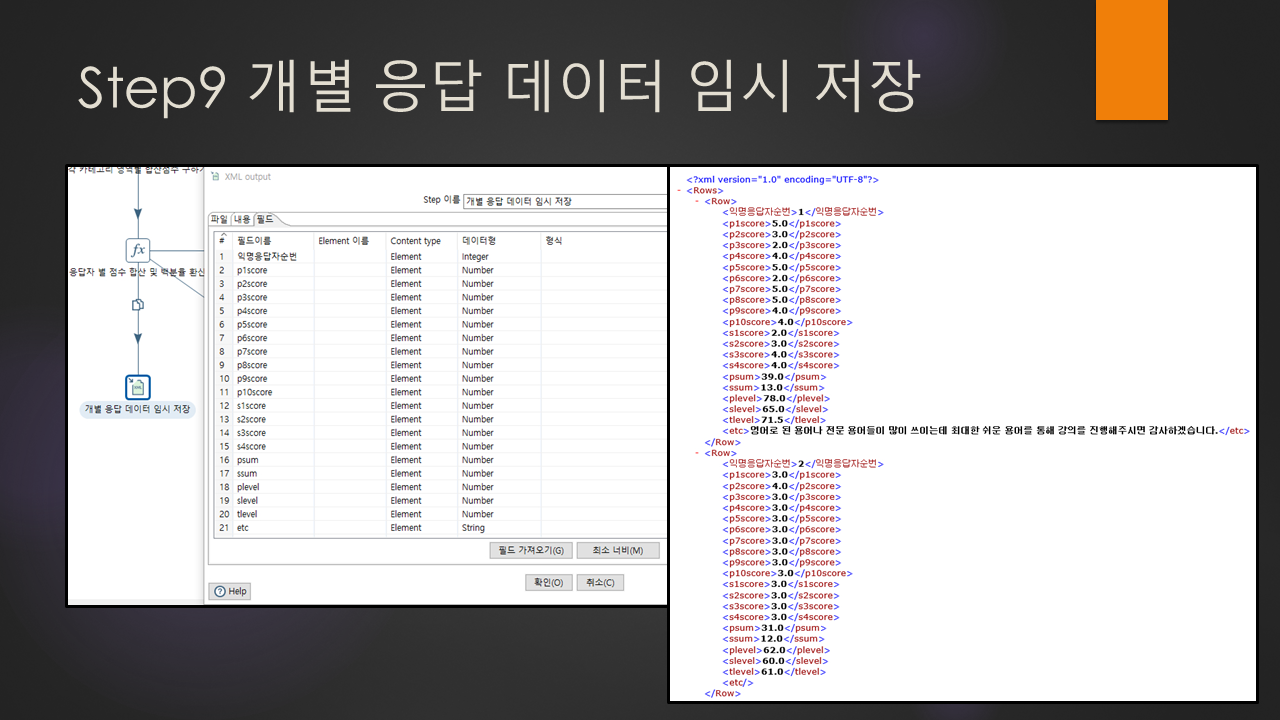 Step9 개별 응답 데이터 임시 저장
각 카테고리 영역별 합산점수 구하기
fx
응답자 별 점수 합산 및 백분율 환산
개별 응답 데이터 임시 저장
XML output
Step 이름 개별 응답 데이터 임시 저장
파일 내용 필드
# 필드이름 Element 이름 Content type 데이터형 형식
1 익명응답자순번 Element Integer
2 p1score Element Number
3 p2score Element Number
4 p3score Element Number
5 p4score Element Number
6 p5score Element Number
7 p6score Element Number
8 p7score Element Number
9 p8score Element Number
10 p9score Element Number
11 p10score Element Number
12 s1score Element Number
13 s2score Element Number
14 s3score Element Number
15 s4score Element Number
16 psum Element Number
17 ssum Element Number
18 plevel Element Number
19 slevel Element Number
20 tlevel Element Number
21 etc Element String
필드 가져오기(G) 최소 너비(M)
확인(O) 취소(C)
Help
<?xml version="1.0" encoding="UTF-8"?>
- <Rows>
- <Row>
<익명응답자순번>1</익명응답자순번>
<p1score>5.0</p1score>
<p2score>3.0</p2score>
<p3score>2.0</p3score>
<p4score>4.0</p4score>
<p5score>5.0</p5score>
<p6score>2.0</p6score>
<p7score>5.0</p7score>
<p8score>5.0</p8score>
<p9score>4.0</p9score>
<p10score>4.0</p10score>
<s1score>2.0</s1score>
<s2score>3.0</s2score>
<s3score>4.0</s3score>
<s4score>4.0</s4score>
<psum>39.0</psum>
<ssum>13.0</ssum>
<plevel>78.0</plevel>
<slevel>65.0</slevel>
<tlevel>71.5</tlevel>
<etc>영어로 된 용어나 전문 용어들이 많이 쓰이는데 최대한 쉬운 용어를 통해 강의를 진행해주시면 감사하겠습니다.</etc>
</Row>
- <Row>
<익명응답자순번>2</익명응답자순번>
<p1score>3.0</p1score>
<p2score>4.0</p2score>
<p3score>3.0</p3score>
<p4score>3.0</p4score>
<p5score>3.0</p5score>
<p6score>3.0</p6score>
<p7score>3.0</p7score>
<p8score>3.0</p8score>
<p9score>3.0</p9score>
<p10score>3.0</p10score>
<s1score>3.0</s1score>
<s2score>3.0</s2score>
<s3score>3.0</s3score>
<s4score>3.0</s4score>
<psum>31.0</psum>
<ssum>12.0</ssum>
<plevel>62.0</plevel>
<slevel>60.0</slevel>
<tlevel>61.0</tlevel>
<etc/>
</Row>